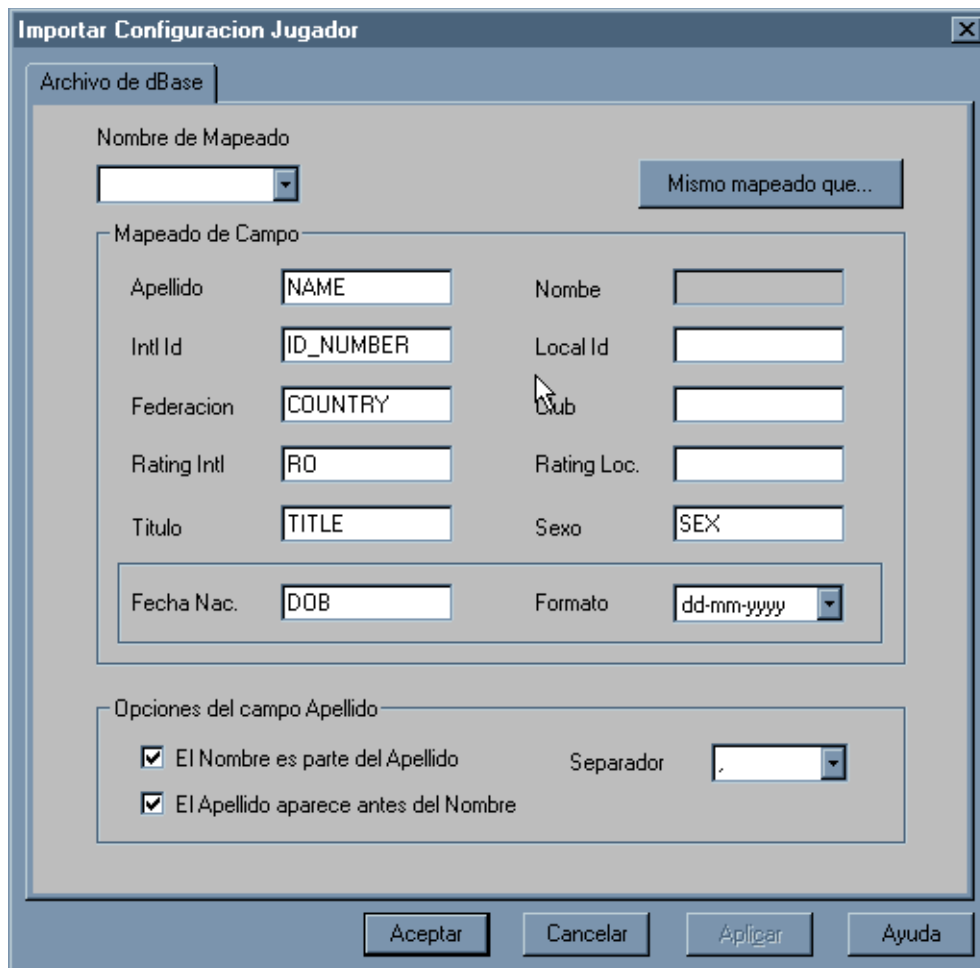 Importar Configuracion Jugador
Archivo de dBase
Nombre de Mapeado
Mismo mapeado que...
Mapeado de Campo
Apellido NAME Nombe
Intl Id ID_NUMBER Local Id
Federacion COUNTRY Club
Rating Intl RO Rating Loc.
Titulo TITLE Sexo SEX
Fecha Nac. DOB Formato dd-mm-yyyy
Opciones del campo Apellido
El Nombre es parte del Apellido Separador ,
El Apellido aparece antes del Nombre
Aceptar Cancelar Aplicar Ayuda